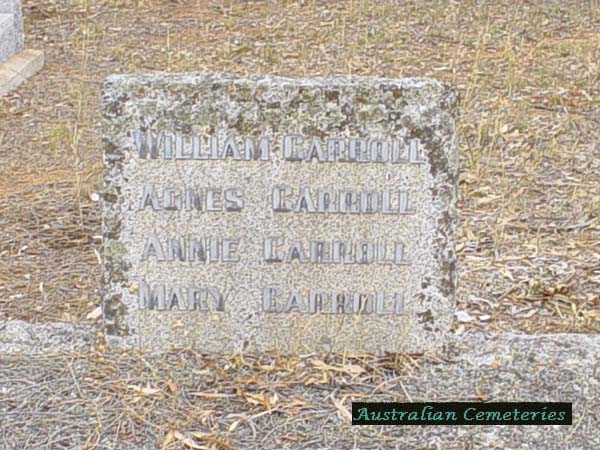 WILLIAM CARROLL
AGNES CARROLL
ANNIE CARROLL
MARY CARROLL
Australian Cemeteries